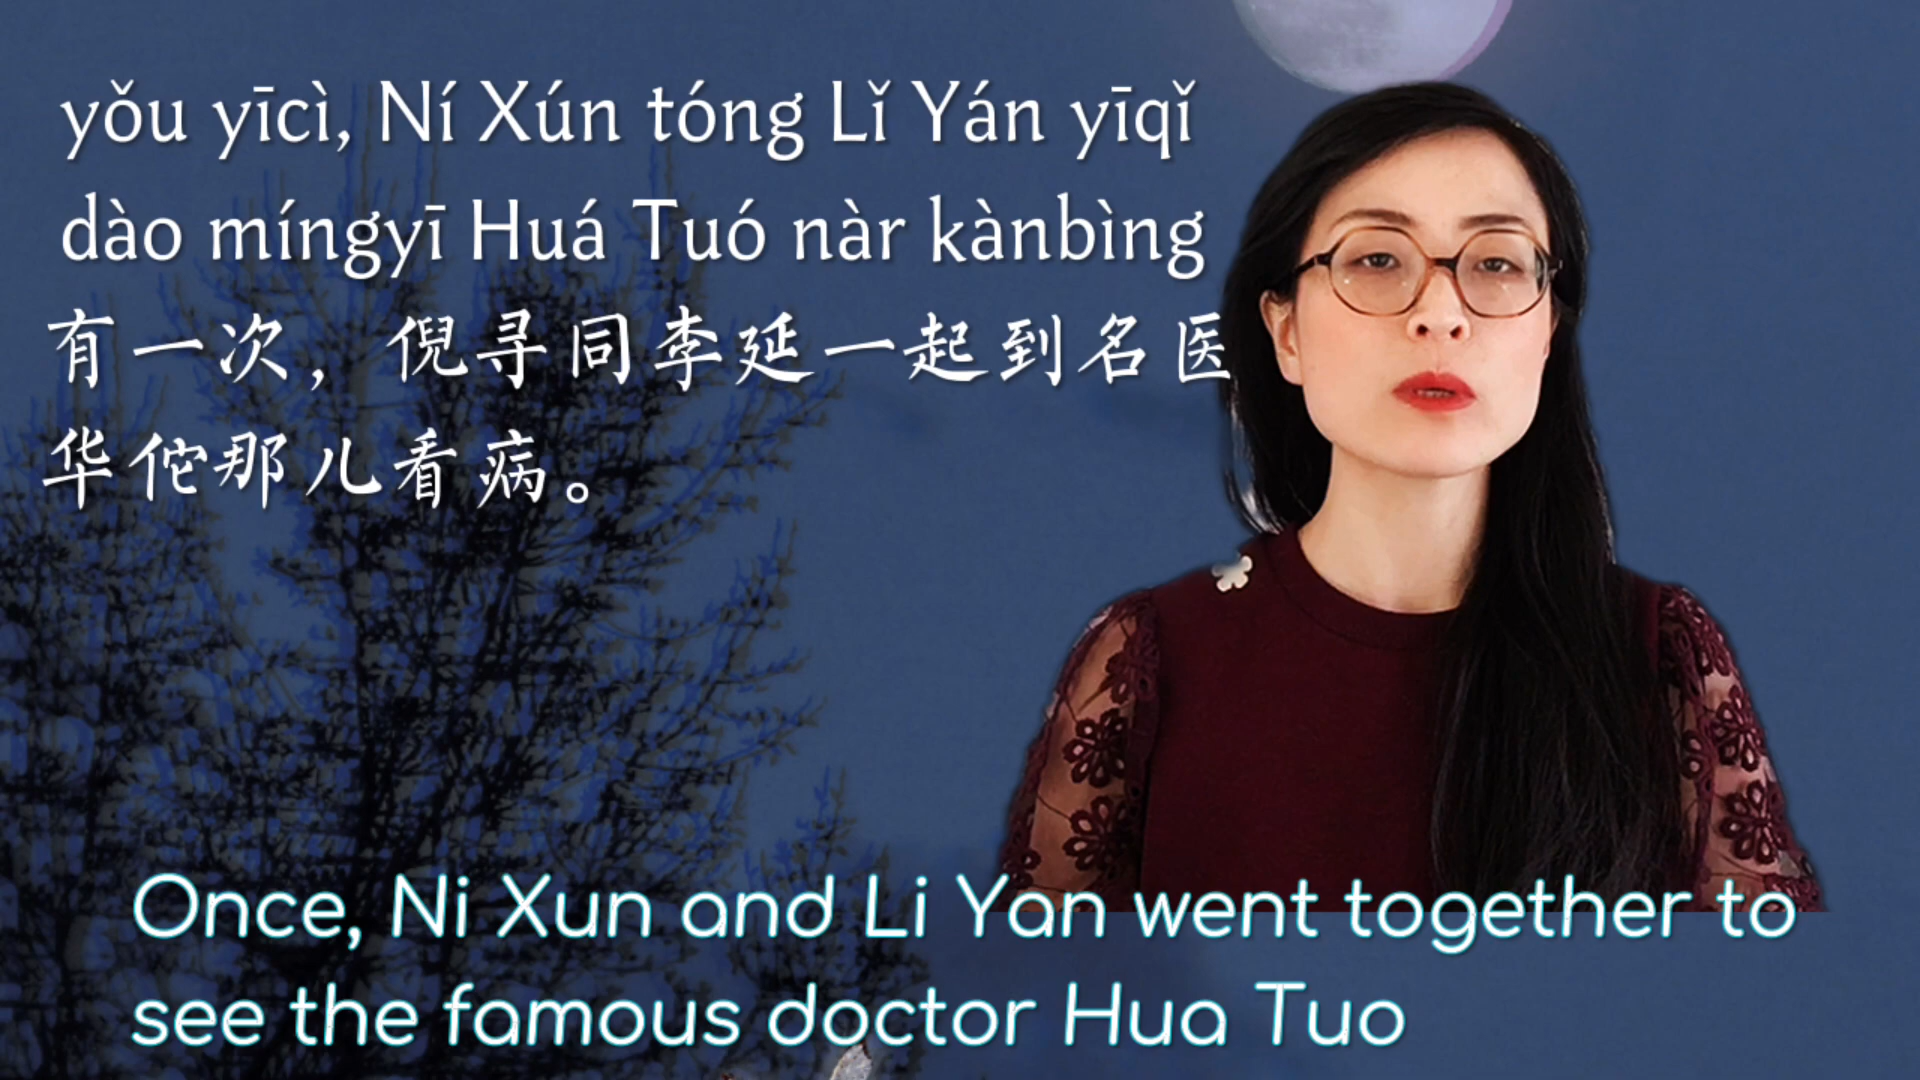 yǒu yīcì, Ní Xún tóng Lǐ Yán yīqǐ
dào míngyī Huá Tuó nàr kànbìng
有一次，倪寻同李延一起到名医
华佗那儿看病。
Once, Ni Xun and Li Yan went together to
see the famous doctor Hua Tuo